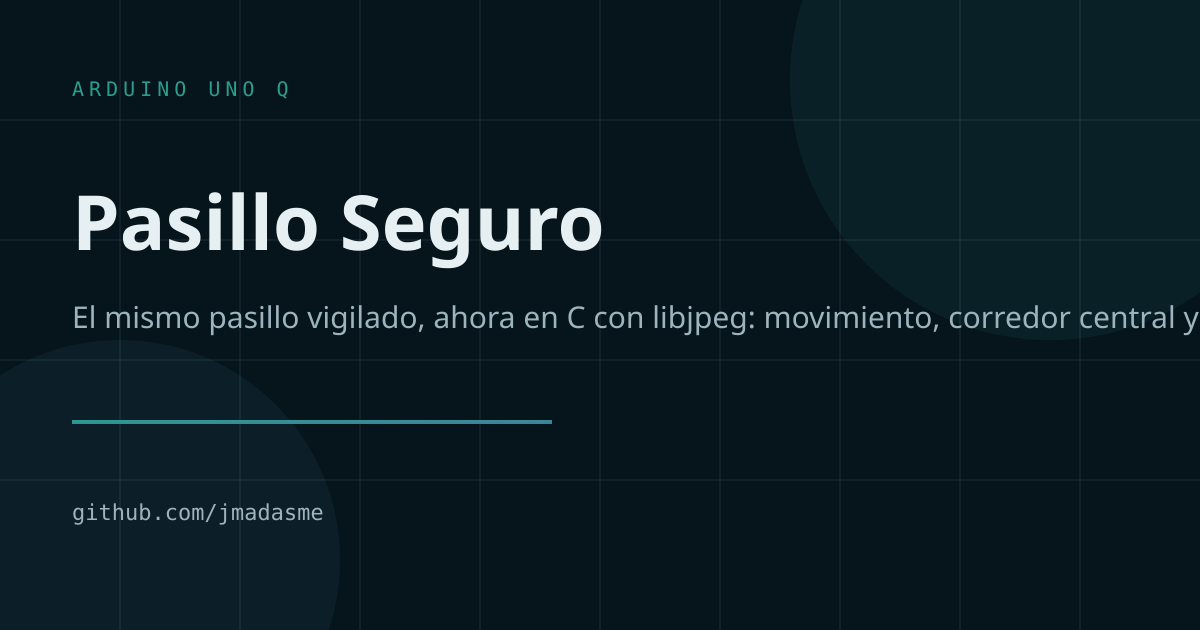 ARDUINO UNO Q
Pasillo Seguro
El mismo pasillo vigilado, ahora en C con libjpeg: movimiento, corredor central y
github.com/jmadasme